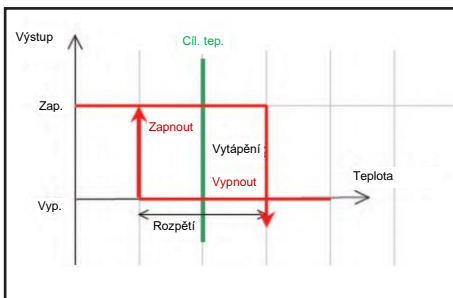 Výstup
Cíl. tep.
Zap.
Zapnout
Vytápění
Teplota
Vypnout
Vyp.
Rozpětí